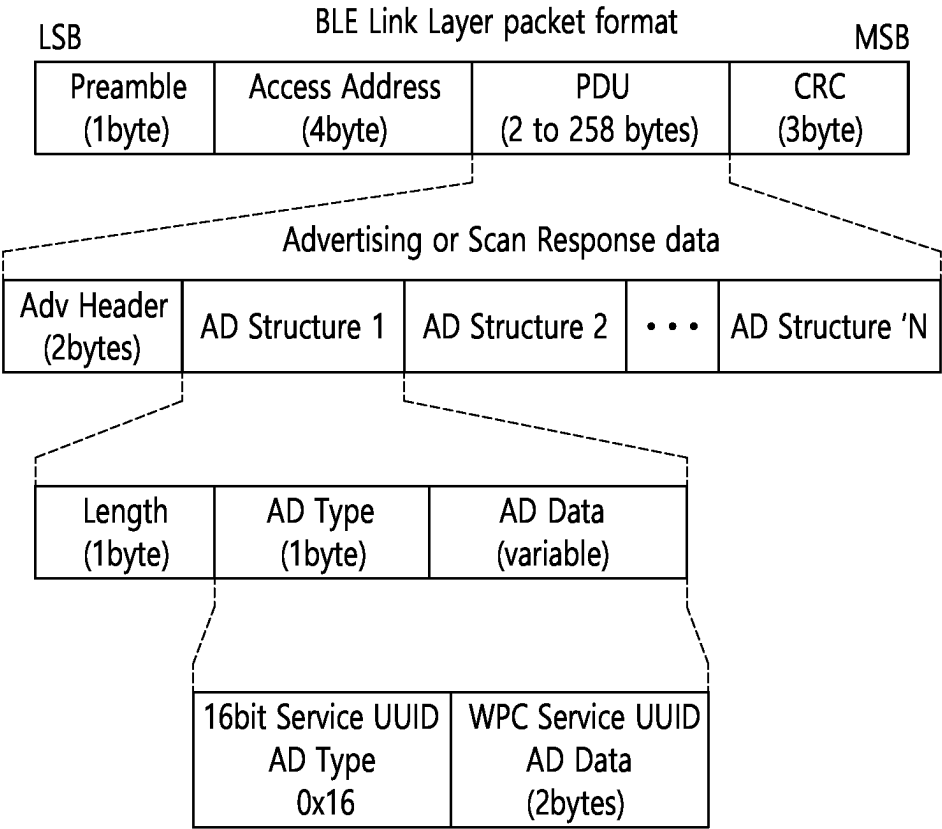 BLE Link Layer packet format
LSB MSB
Preamble Access Address PDU CRC
(1byte) (4byte) (2 to 258 bytes) (3byte)
Advertising or Scan Response data
Adv Header
(2bytes)
AD Structure 1 AD Structure 2 ••• AD Structure 'N
Length AD Type AD Data
(1byte) (1byte) (variable)
16bit Service UUID WPC Service UUID
AD Type AD Data
0x16 (2bytes)